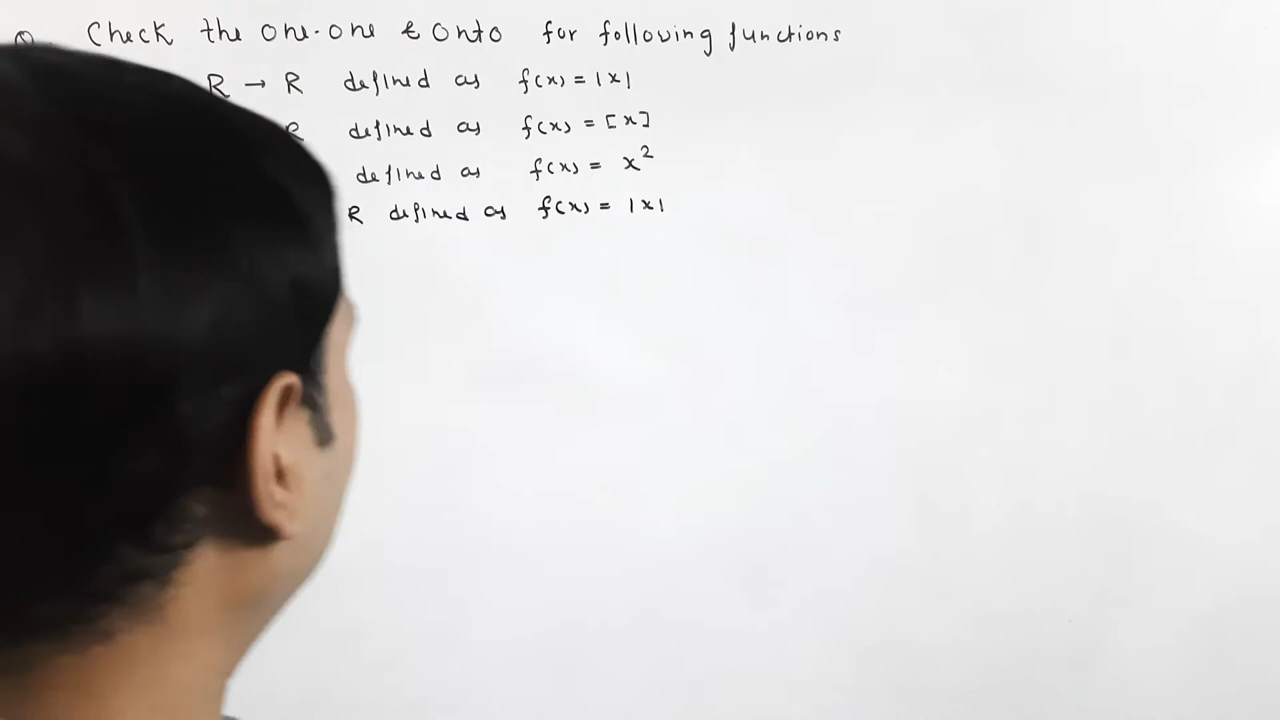 Check the one-one & Onto for following functions
R → R defined as f(x) = |x|
R defined as f(x) = [x]
defined as f(x) = x²
R defined as f(x) = |x|